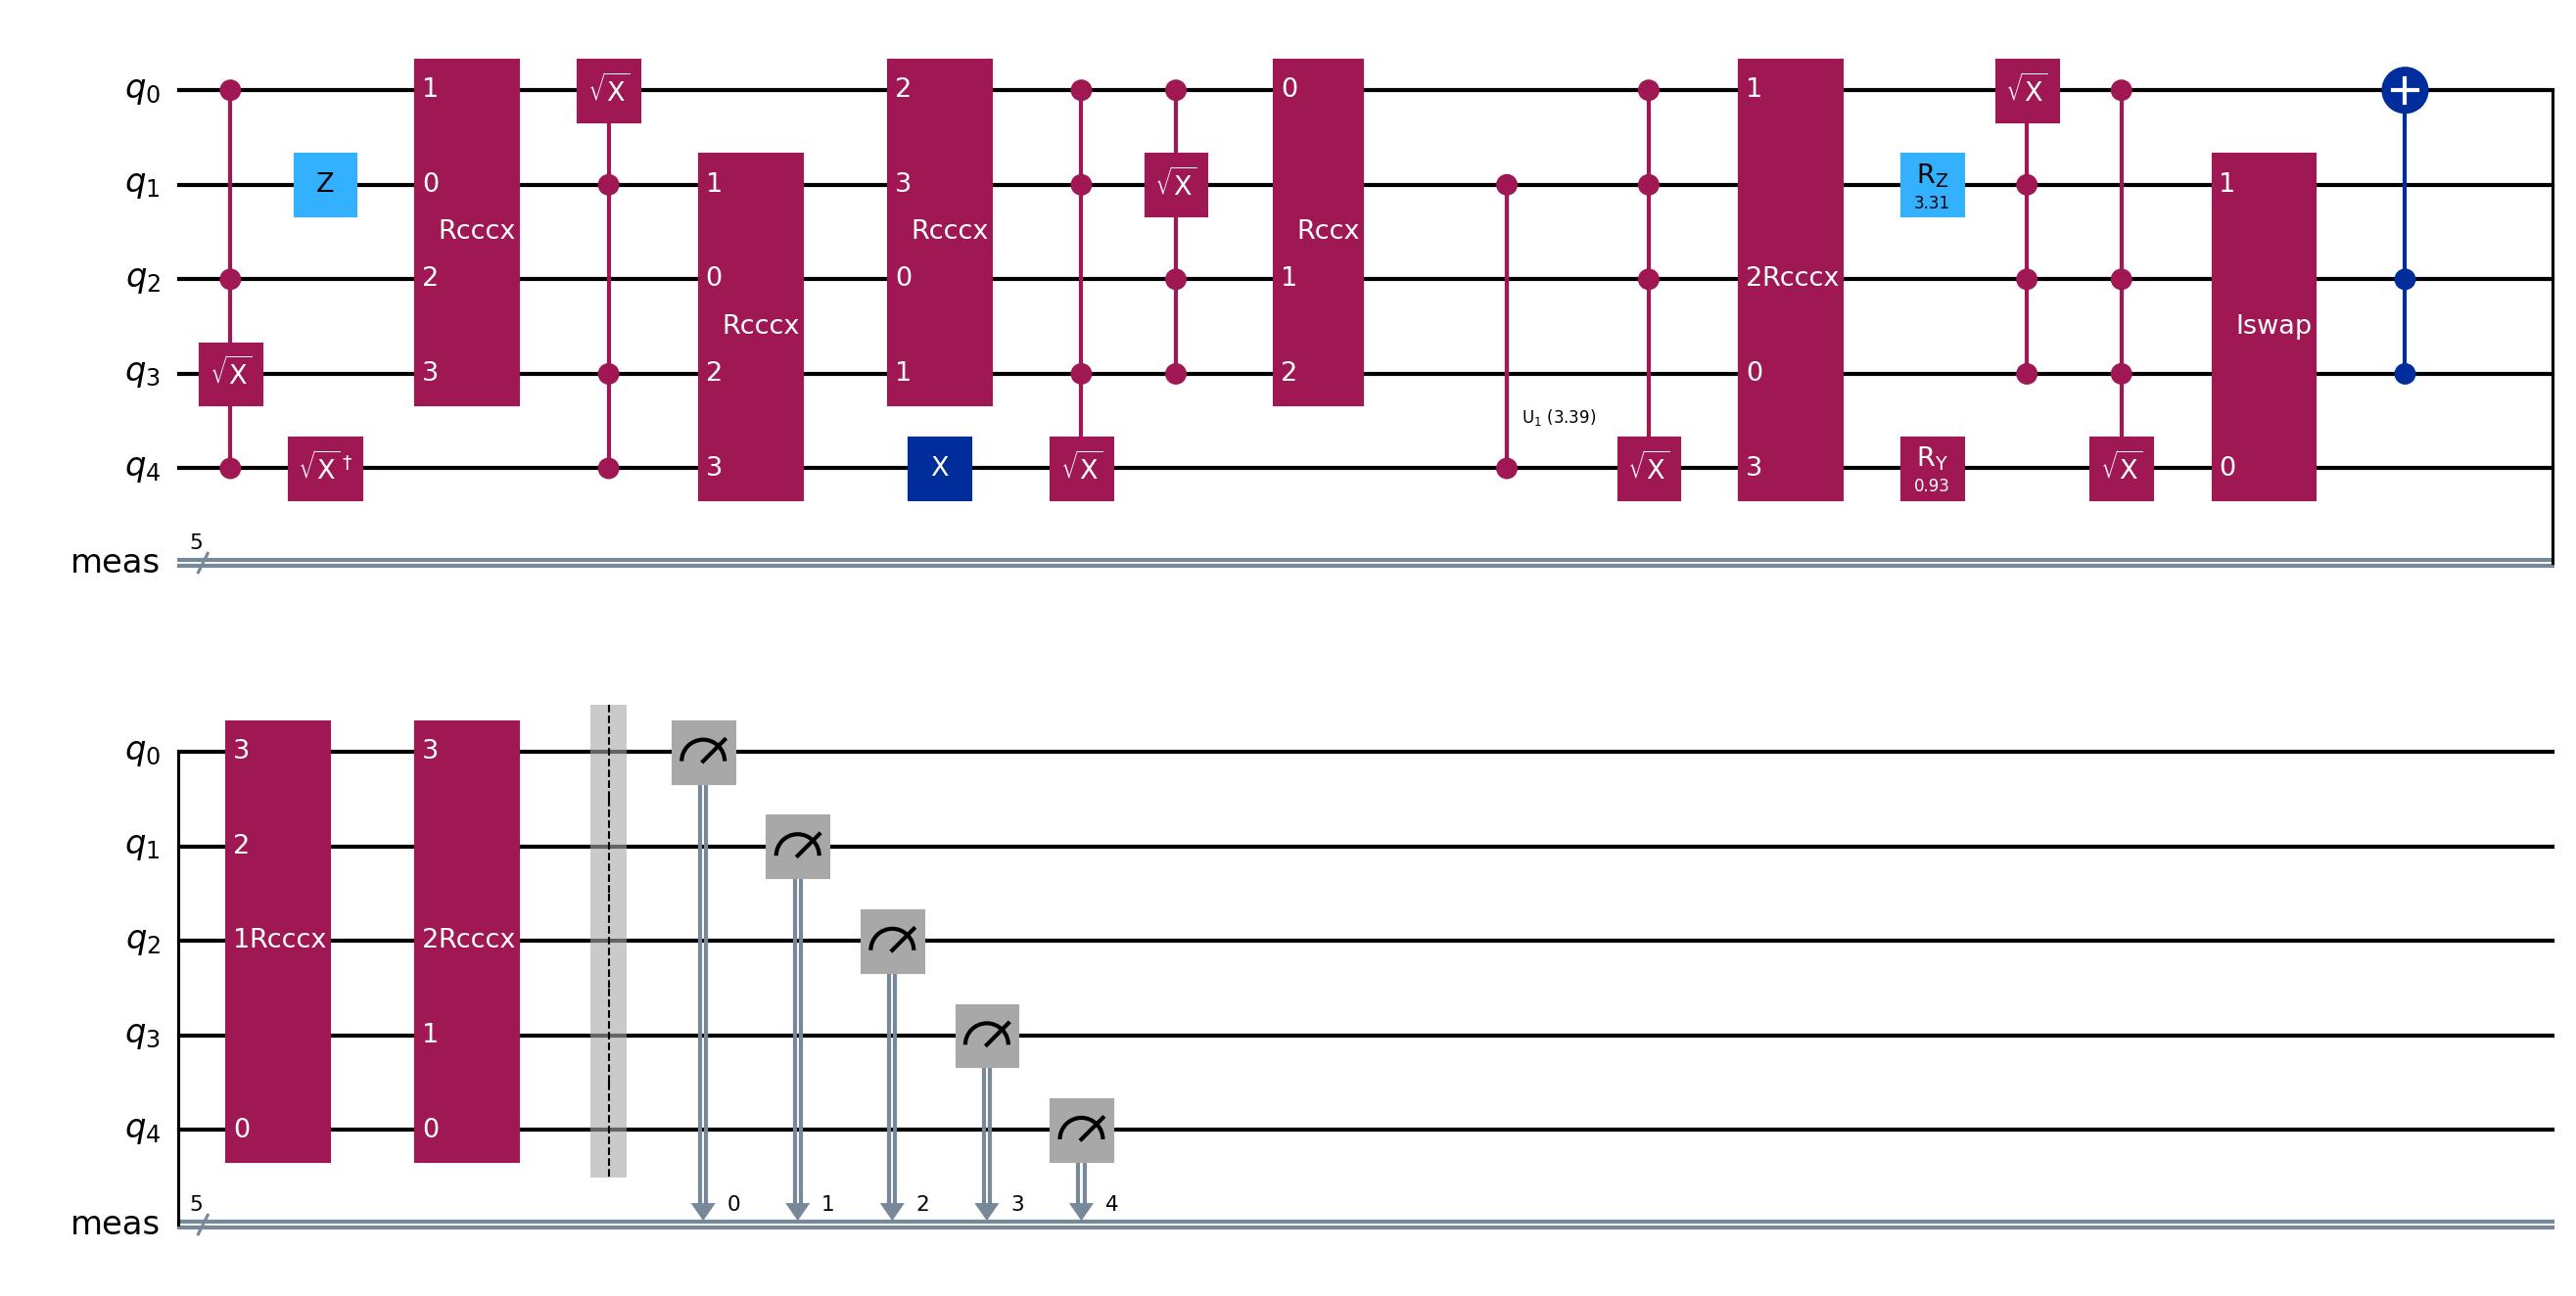 q0 1 √X 2 0 1 √X
q1 Z 0 1 3 √X RZ 3.31 1
Rcccx Rcccx Rccx
q2 2 0 0 1 2Rcccx
Rcccx Iswap
q3 √X 3 2 1 2 0
U1 (3.39)
q4 √X† 3 X √X √X 3 RY 0.93 √X 0
meas 5
q0 3 3
q1 2
q2 1Rcccx 2Rcccx
q3 1
q4 0 0
meas 5 0 1 2 3 4